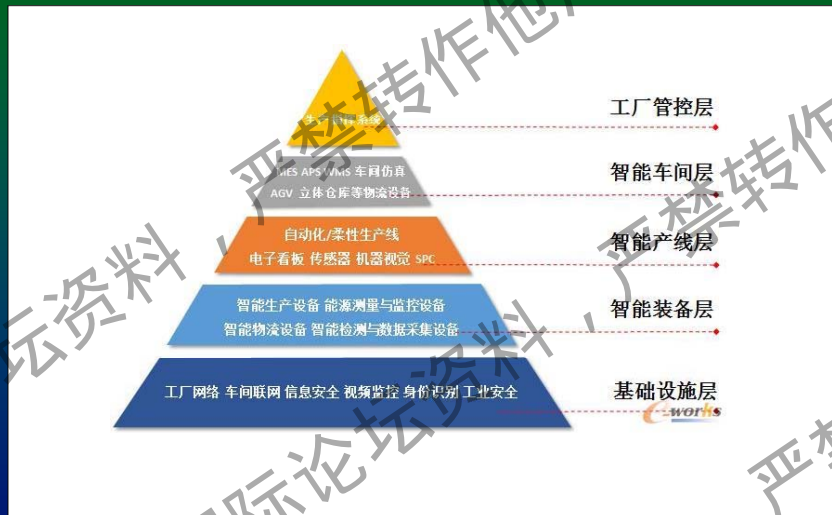 生产指挥系统
工厂管控层
MES APS WMS 车间仿真
AGV 立体仓库等物流设备
智能车间层
自动化/柔性生产线
电子看板 传感器 机器视觉 SPC
智能产线层
智能生产设备 能源测量与监控设备
智能物流设备 智能检测与数据采集设备
智能装备层
工厂网络 车间联网 信息安全 视频监控 身份识别 工业安全
基础设施层
e-works
严禁转作他
严禁转作
坛资料,严禁
国际论坛资料,
严禁